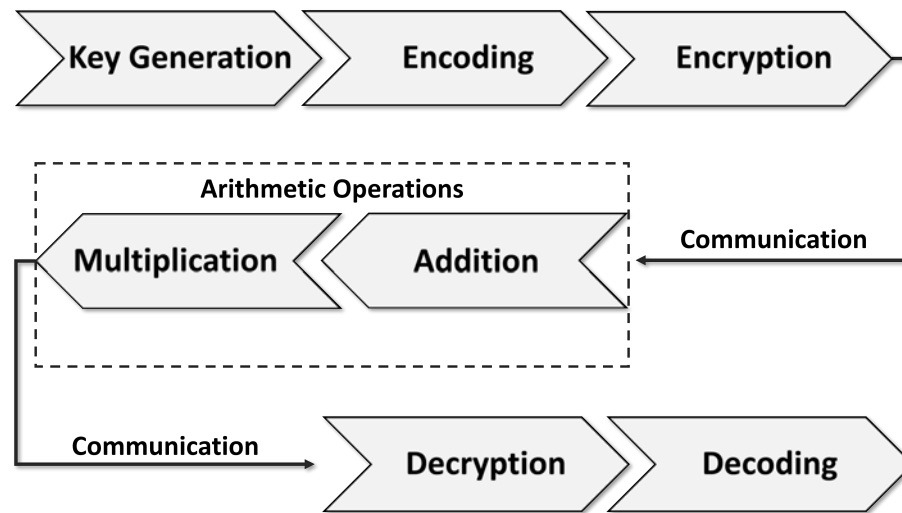 Key Generation
Encoding
Encryption
Arithmetic Operations
Multiplication
Addition
Communication
Communication
Decryption
Decoding